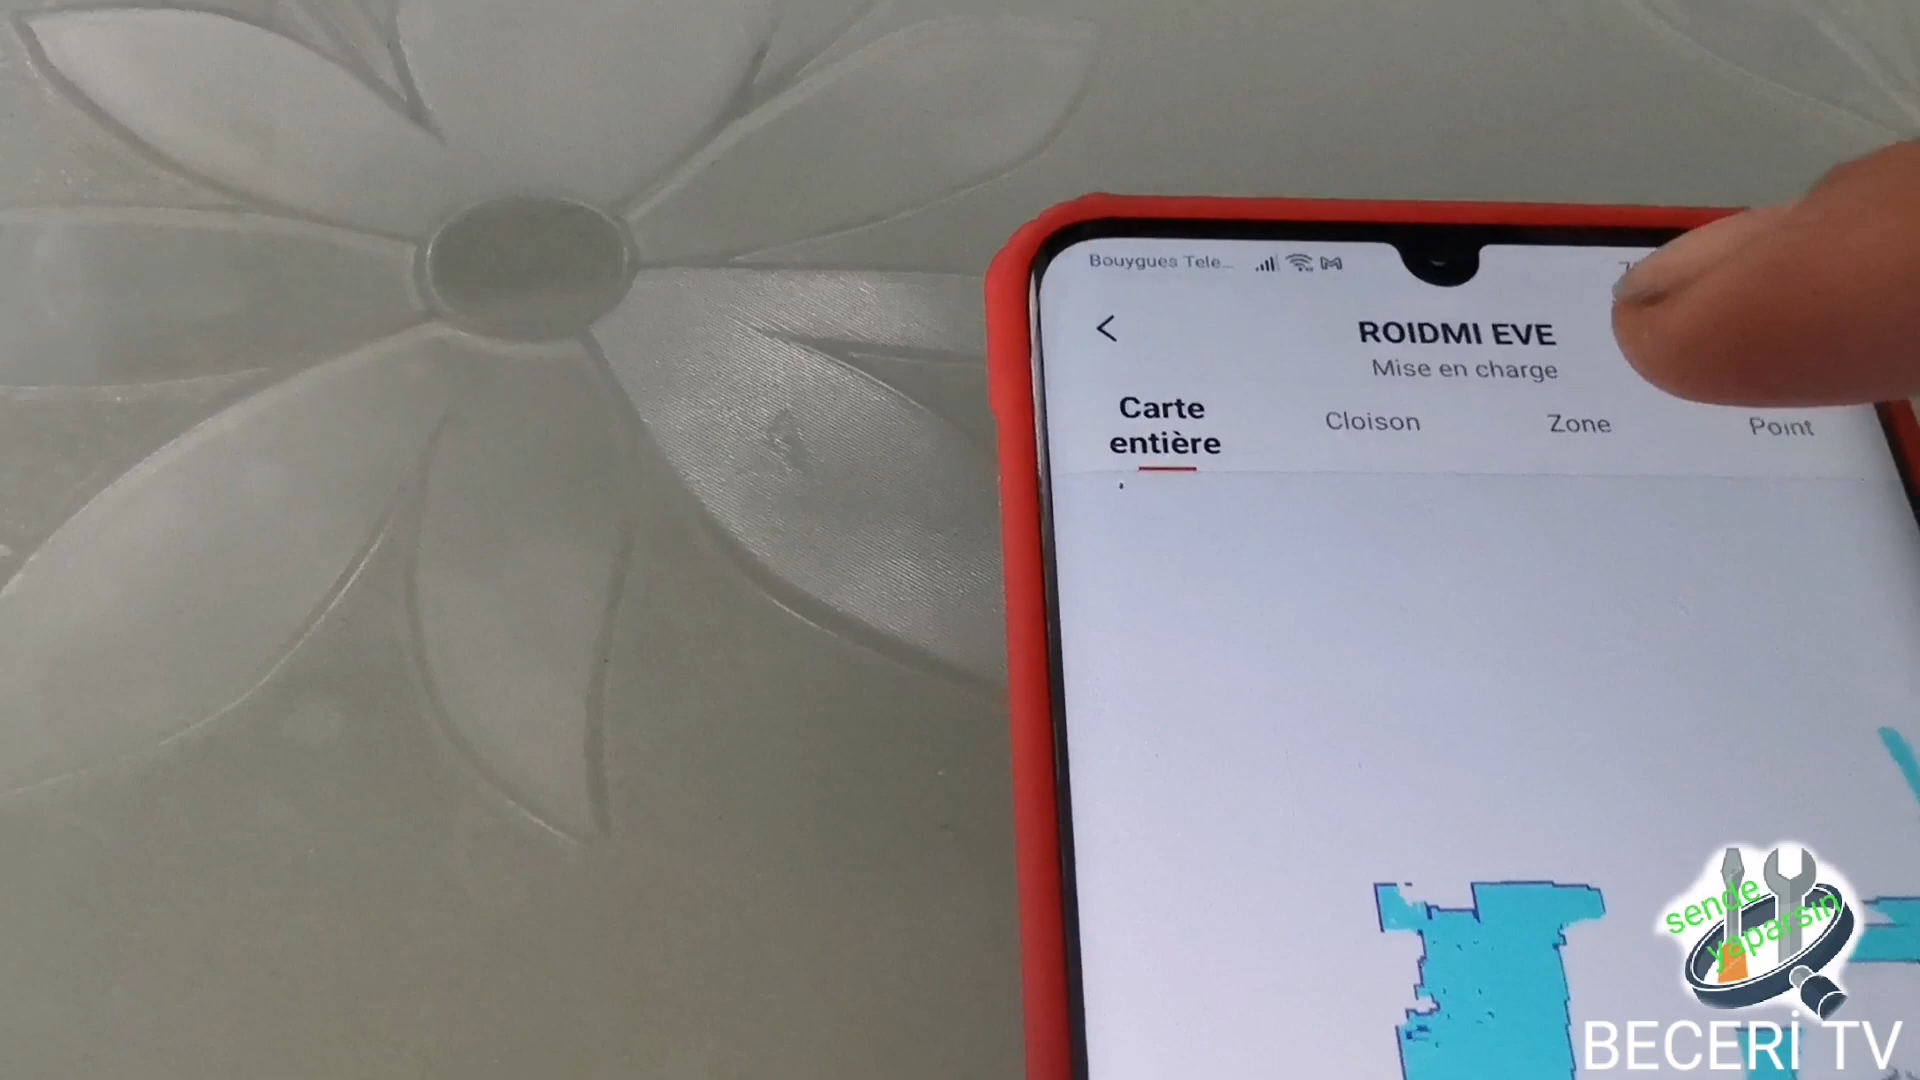 Bouygues Tele...
ROIDMI EVE
Mise en charge
Carte
entière
Cloison
Zone
Point
sende
yaparsın
BECERİ TV